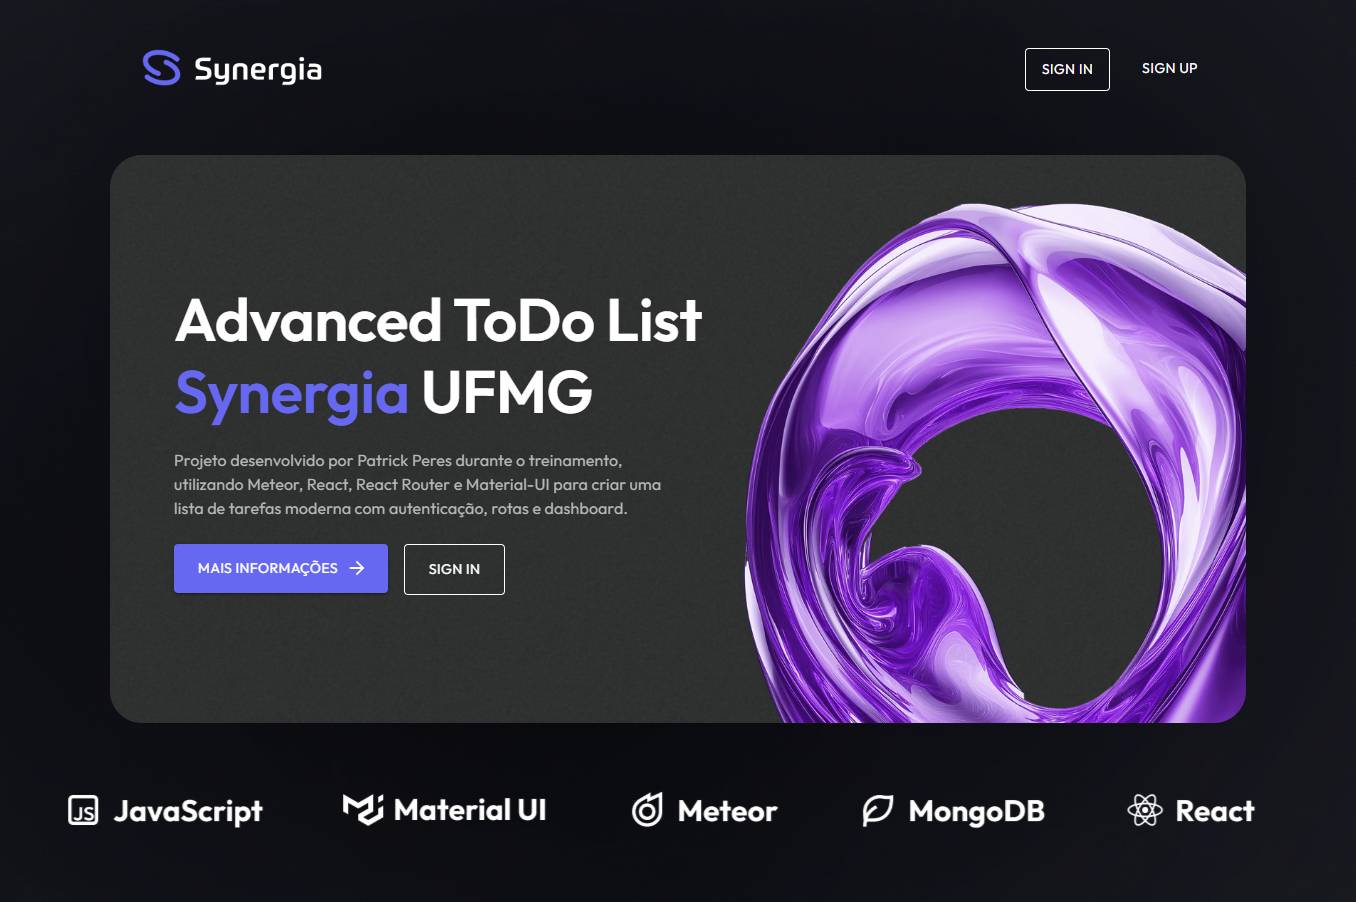 Synergia
SIGN IN
SIGN UP
Advanced ToDo List
Synergia UFMG
Projeto desenvolvido por Patrick Peres durante o treinamento,
utilizando Meteor, React, React Router e Material-UI para criar uma
lista de tarefas moderna com autenticação, rotas e dashboard.
MAIS INFORMAÇÕES
SIGN IN
JS JavaScript
Material UI
Meteor
MongoDB
React